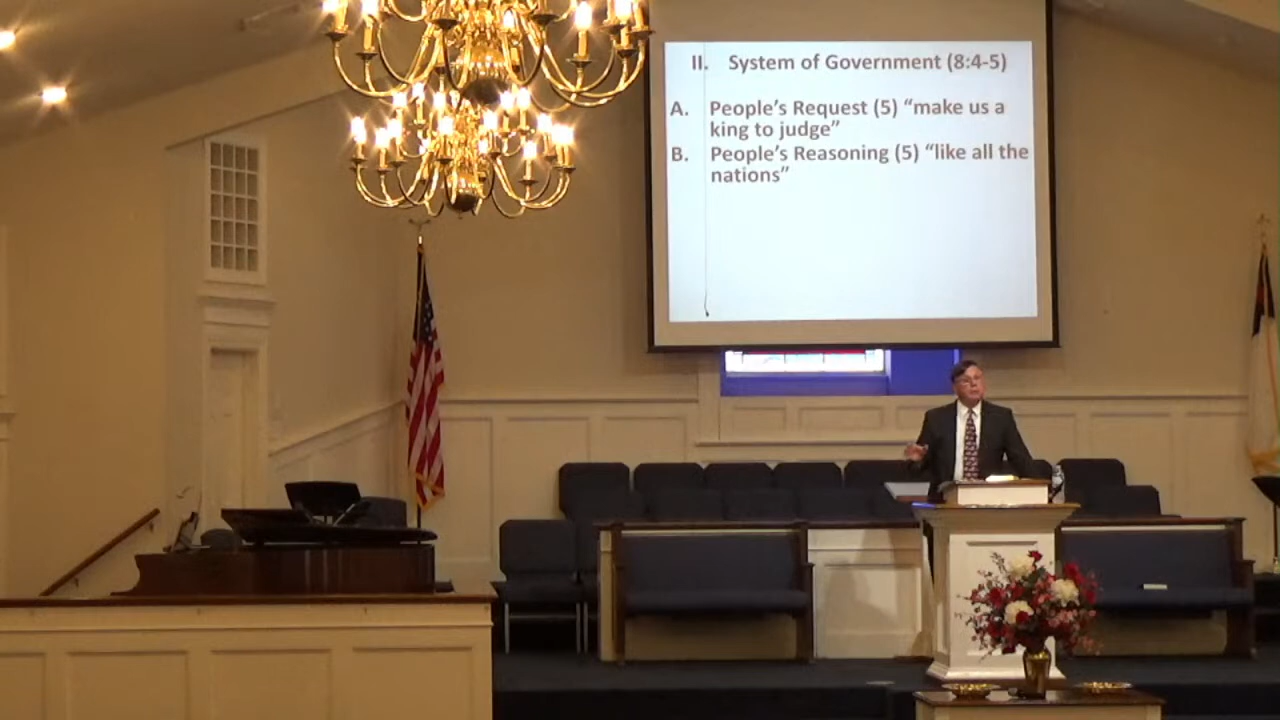 II. System of Government (8:4-5)
A. People's Request (5) “make us a
king to judge”
B. People's Reasoning (5) “like all the
nations”